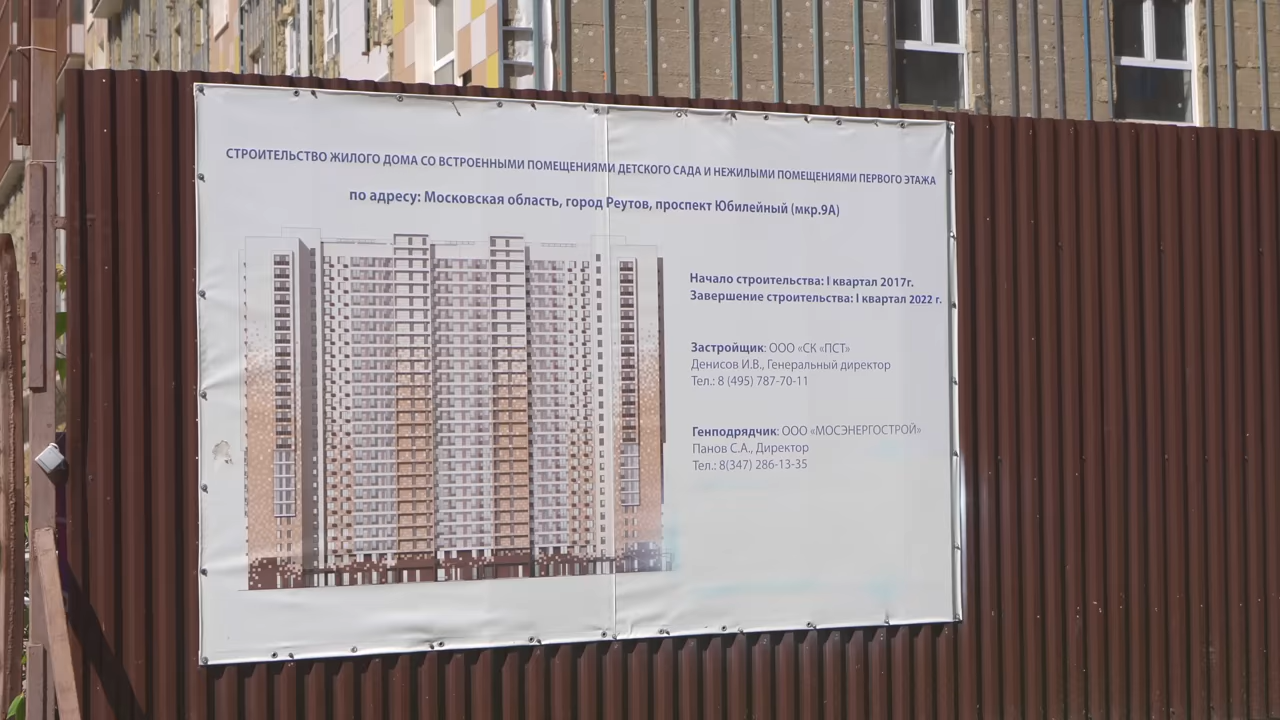 СТРОИТЕЛЬСТВО ЖИЛОГО ДОМА СО ВСТРОЕННЫМИ ПОМЕЩЕНИЯМИ ДЕТСКОГО САДА И НЕЖИЛЫМИ ПОМЕЩЕНИЯМИ ПЕРВОГО ЭТАЖА
по адресу: Московская область, город Реутов, проспект Юбилейный (мкр.9А)
Начало строительства: I квартал 2017г.
Завершение строительства: I квартал 2022 г.
Застройщик: ООО «СК «ПСТ»
Денисов И.В., Генеральный директор
Тел.: 8 (495) 787-70-11
Генподрядчик: ООО «МОСЭНЕРГОСТРОЙ»
Панов С.А., Директор
Тел.: 8(347) 286-13-35